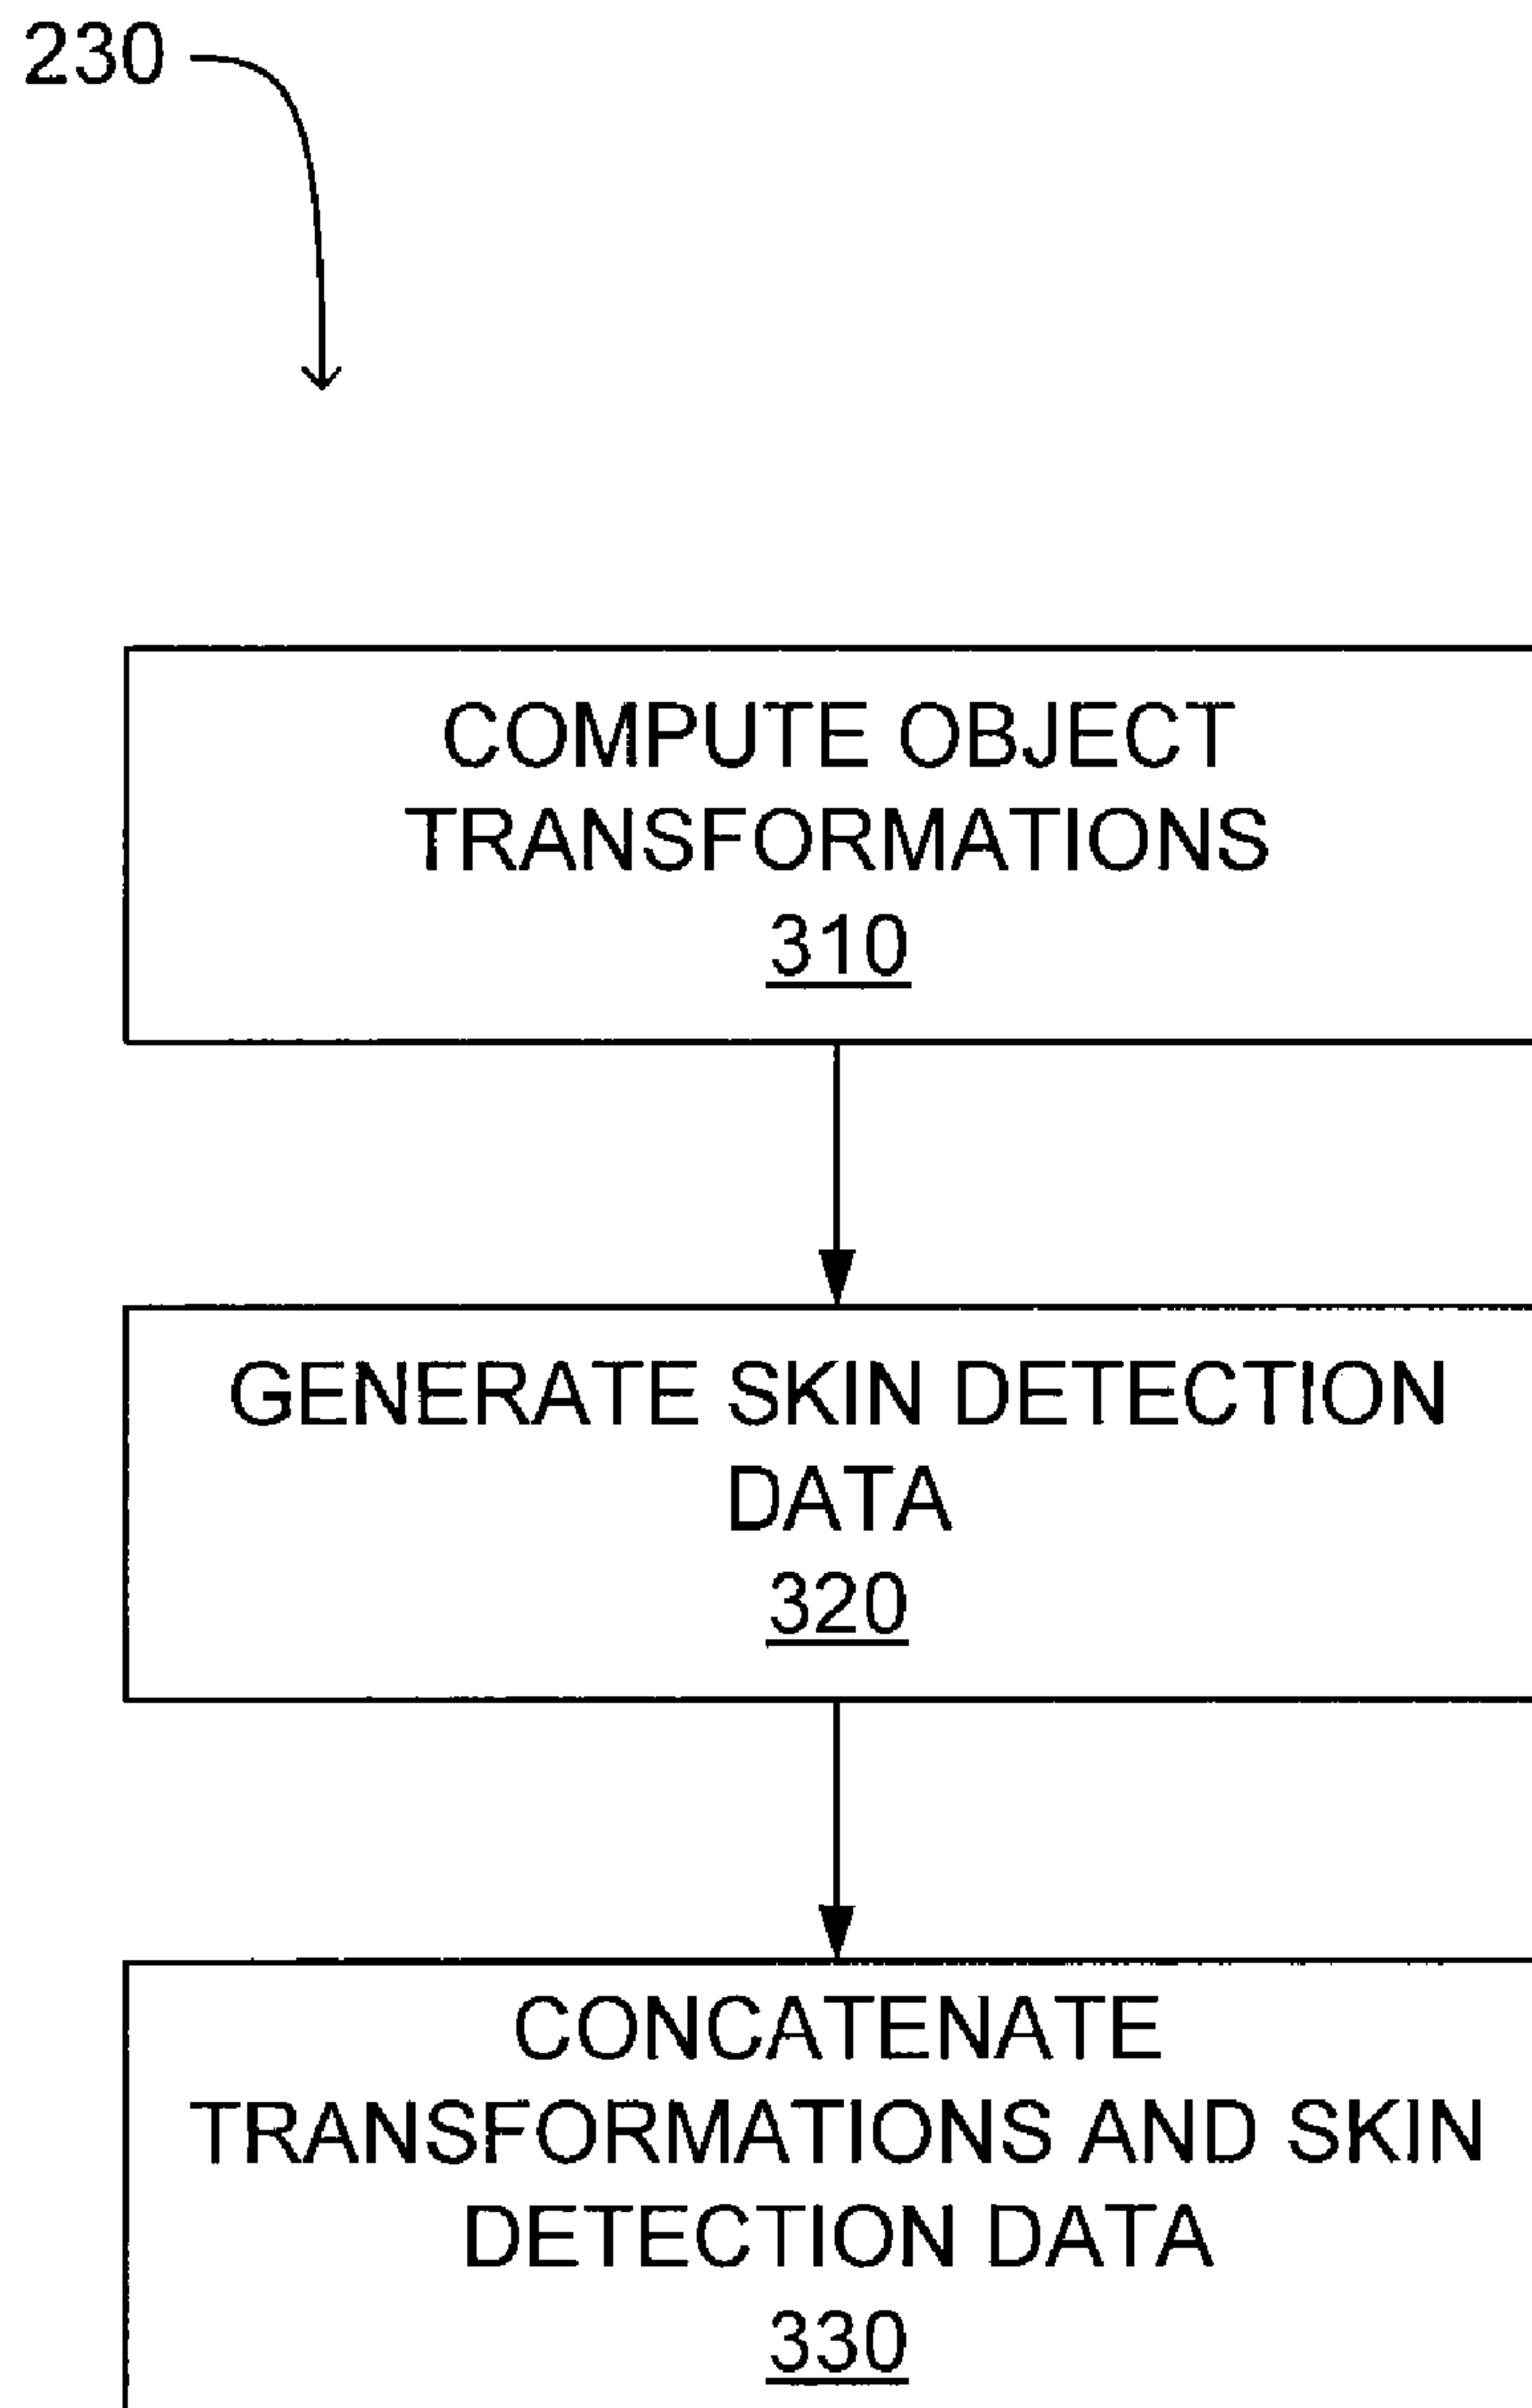 230
COMPUTE OBJECT
TRANSFORMATIONS
310
GENERATE SKIN DETECTION
DATA
320
CONCATENATE
TRANSFORMATIONS AND SKIN
DETECTION DATA
330